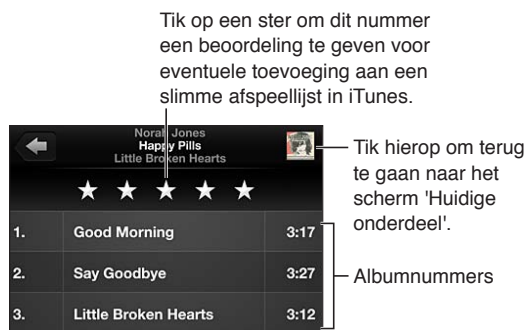 Tik op een ster om dit nummer
een beoordeling te geven voor
eventuele toevoeging aan een
slimme afspeellijst in iTunes.
Norah Jones
Happy Pills
Little Broken Hearts
Tik hierop om terug
te gaan naar het
scherm 'Huidige
onderdeel'.
1. Good Morning 3:17
2. Say Goodbye 3:27
3. Little Broken Hearts 3:12
Albumnummers